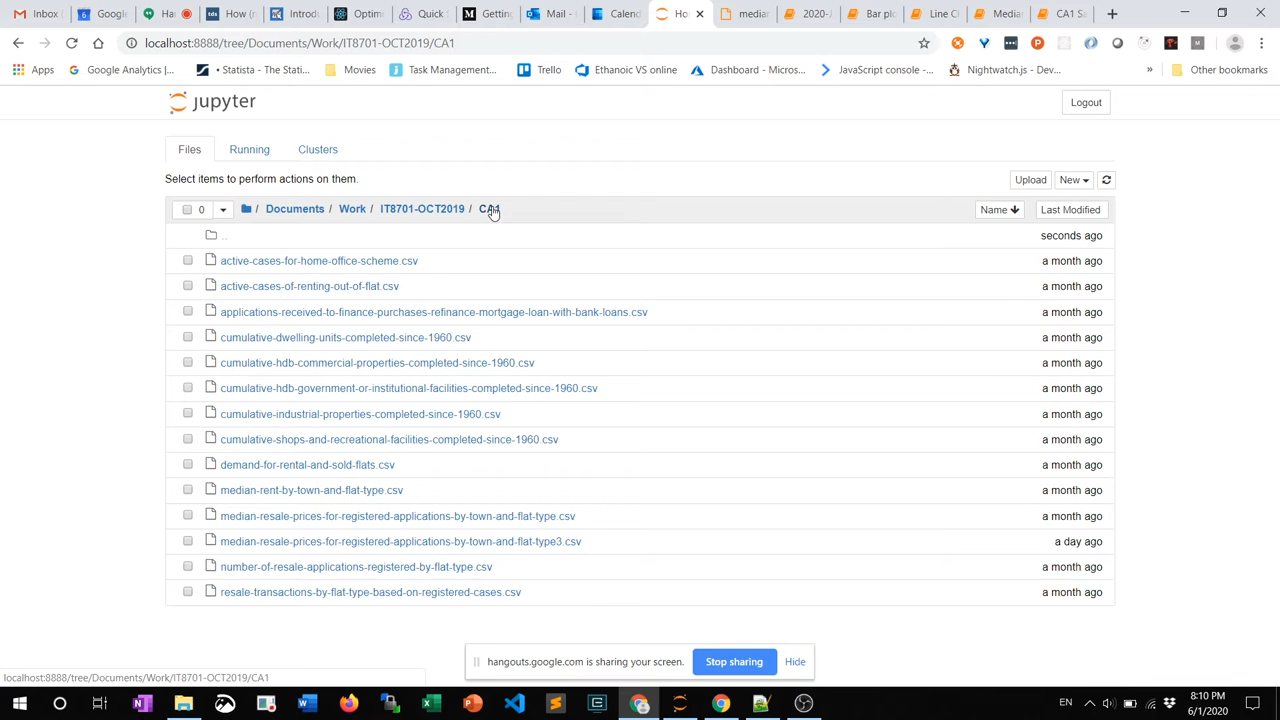 Inbox (
Google
Ha
How (r
Introdu
Optim
Quick
Getting
Mail -
Calend
Ho
median
2020-
Bar plo
Line C
Media
CA1 Sa
localhost:8888/tree/Documents/Work/IT8701-OCT2019/CA1
Apps
Google Analytics |...
• Statista - The Stati...
Movies
Task Management...
Trello
Ethanoic VS online
Dashboard - Micros...
JavaScript console -...
Nightwatch.js - Dev...
»
Other bookmarks
jupyter
Logout
Files
Running
Clusters
Select items to perform actions on them.
Upload
New
0
/ Documents / Work / IT8701-OCT2019 / CA1
Name
Last Modified
..
seconds ago
active-cases-for-home-office-scheme.csv
a month ago
active-cases-of-renting-out-of-flat.csv
a month ago
applications-received-to-finance-purchases-refinance-mortgage-loan-with-bank-loans.csv
a month ago
cumulative-dwelling-units-completed-since-1960.csv
a month ago
cumulative-hdb-commercial-properties-completed-since-1960.csv
a month ago
cumulative-hdb-government-or-institutional-facilities-completed-since-1960.csv
a month ago
cumulative-industrial-properties-completed-since-1960.csv
a month ago
cumulative-shops-and-recreational-facilities-completed-since-1960.csv
a month ago
demand-for-rental-and-sold-flats.csv
a month ago
median-rent-by-town-and-flat-type.csv
a month ago
median-resale-prices-for-registered-applications-by-town-and-flat-type.csv
a month ago
median-resale-prices-for-registered-applications-by-town-and-flat-type3.csv
a day ago
number-of-resale-applications-registered-by-flat-type.csv
a month ago
resale-transactions-by-flat-type-based-on-registered-cases.csv
a month ago
hangouts.google.com is sharing your screen.
Stop sharing
Hide
localhost:8888/tree/Documents/Work/IT8701-OCT2019/CA1
EN
8:10 PM
6/1/2020